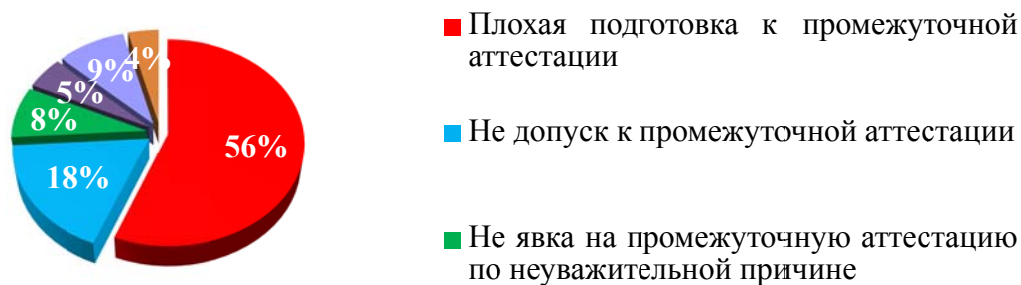 4%
9%
5%
8%
56%
18%
Плохая подготовка к промежуточной
аттестации
Не допуск к промежуточной аттестации
Не явка на промежуточную аттестацию
по неуважительной причине